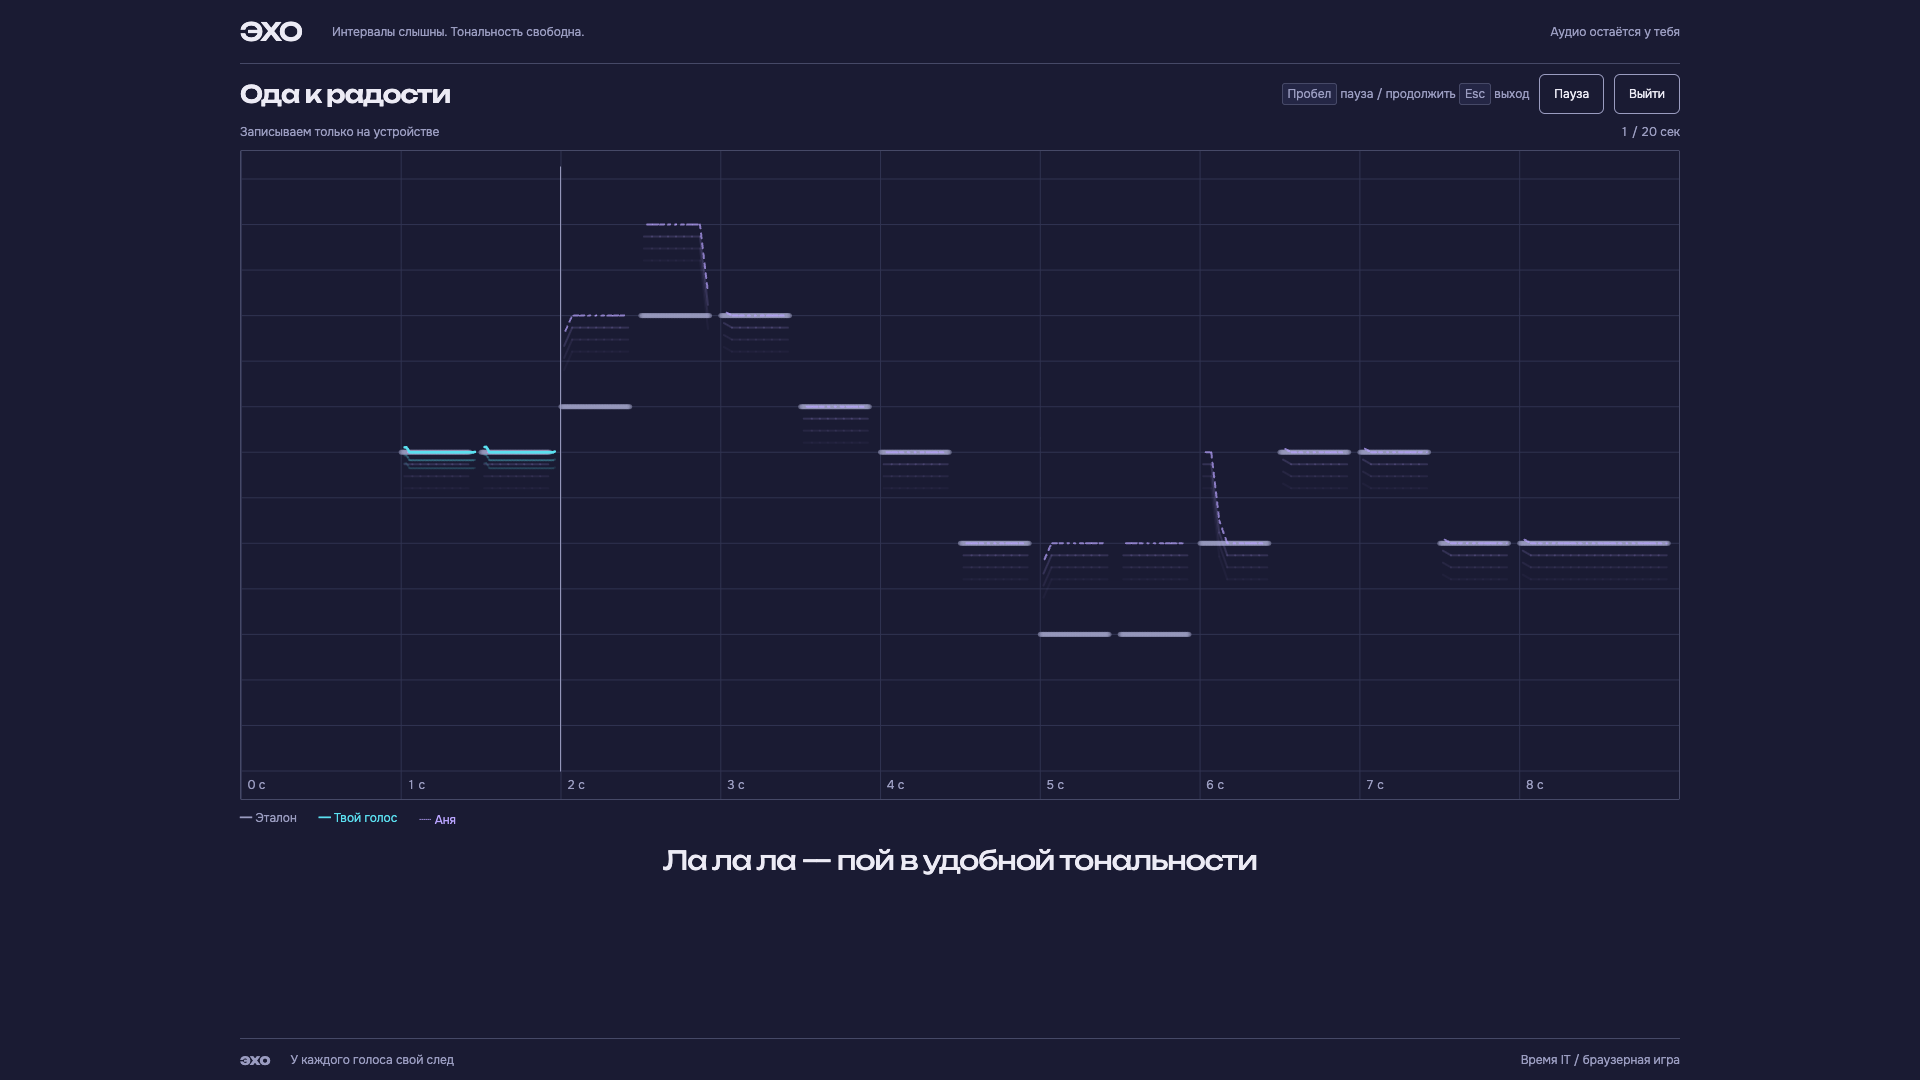 ЭХО
Интервалы слышны. Тональность свободна.
Аудио остаётся у тебя
Ода к радости
Пробел пауза / продолжить Esc выход
Пауза
Выйти
Записываем только на устройстве
1 / 20 сек
0 с
1 с
2 с
3 с
4 с
5 с
6 с
7 с
8 с
Эталон
Твой голос
Аня
Ла ла ла — пой в удобной тональности
ЭХО
У каждого голоса свой след
Время IT / браузерная игра